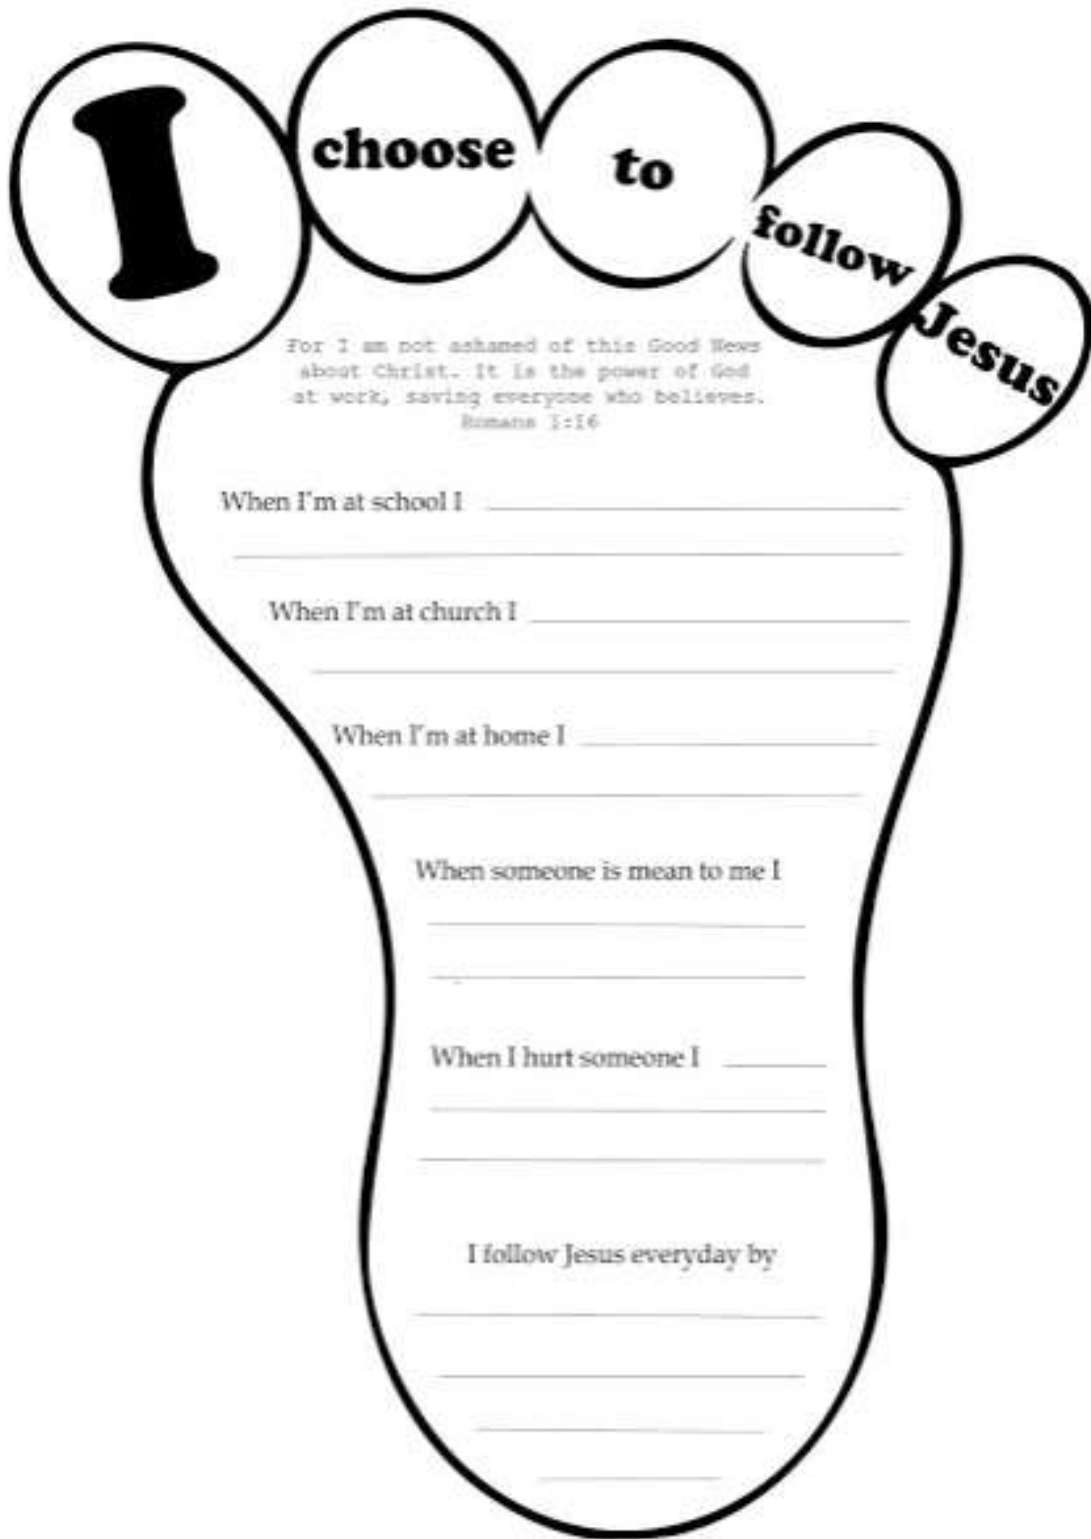 I
choose
to
follow
Jesus
For I am not ashamed of this Good News
about Christ. It is the power of God
at work, saving everyone who believes.
Romans 1:16
When I'm at school I
When I'm at church I
When I'm at home I
When someone is mean to me I
When I hurt someone I
I follow Jesus everyday by